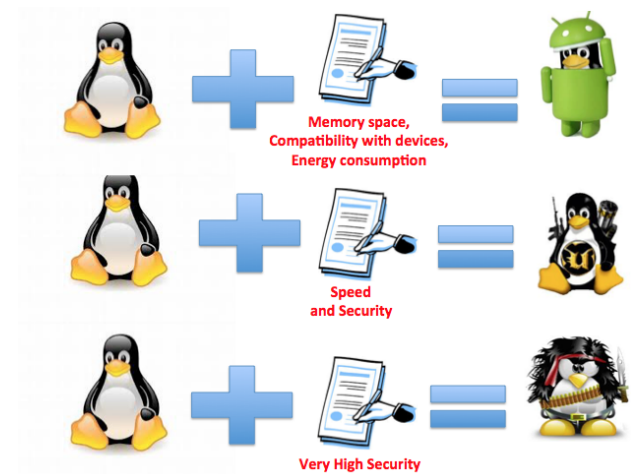 Memory space,
Compatibility with devices,
Energy consumption
Speed
and Security
Very High Security